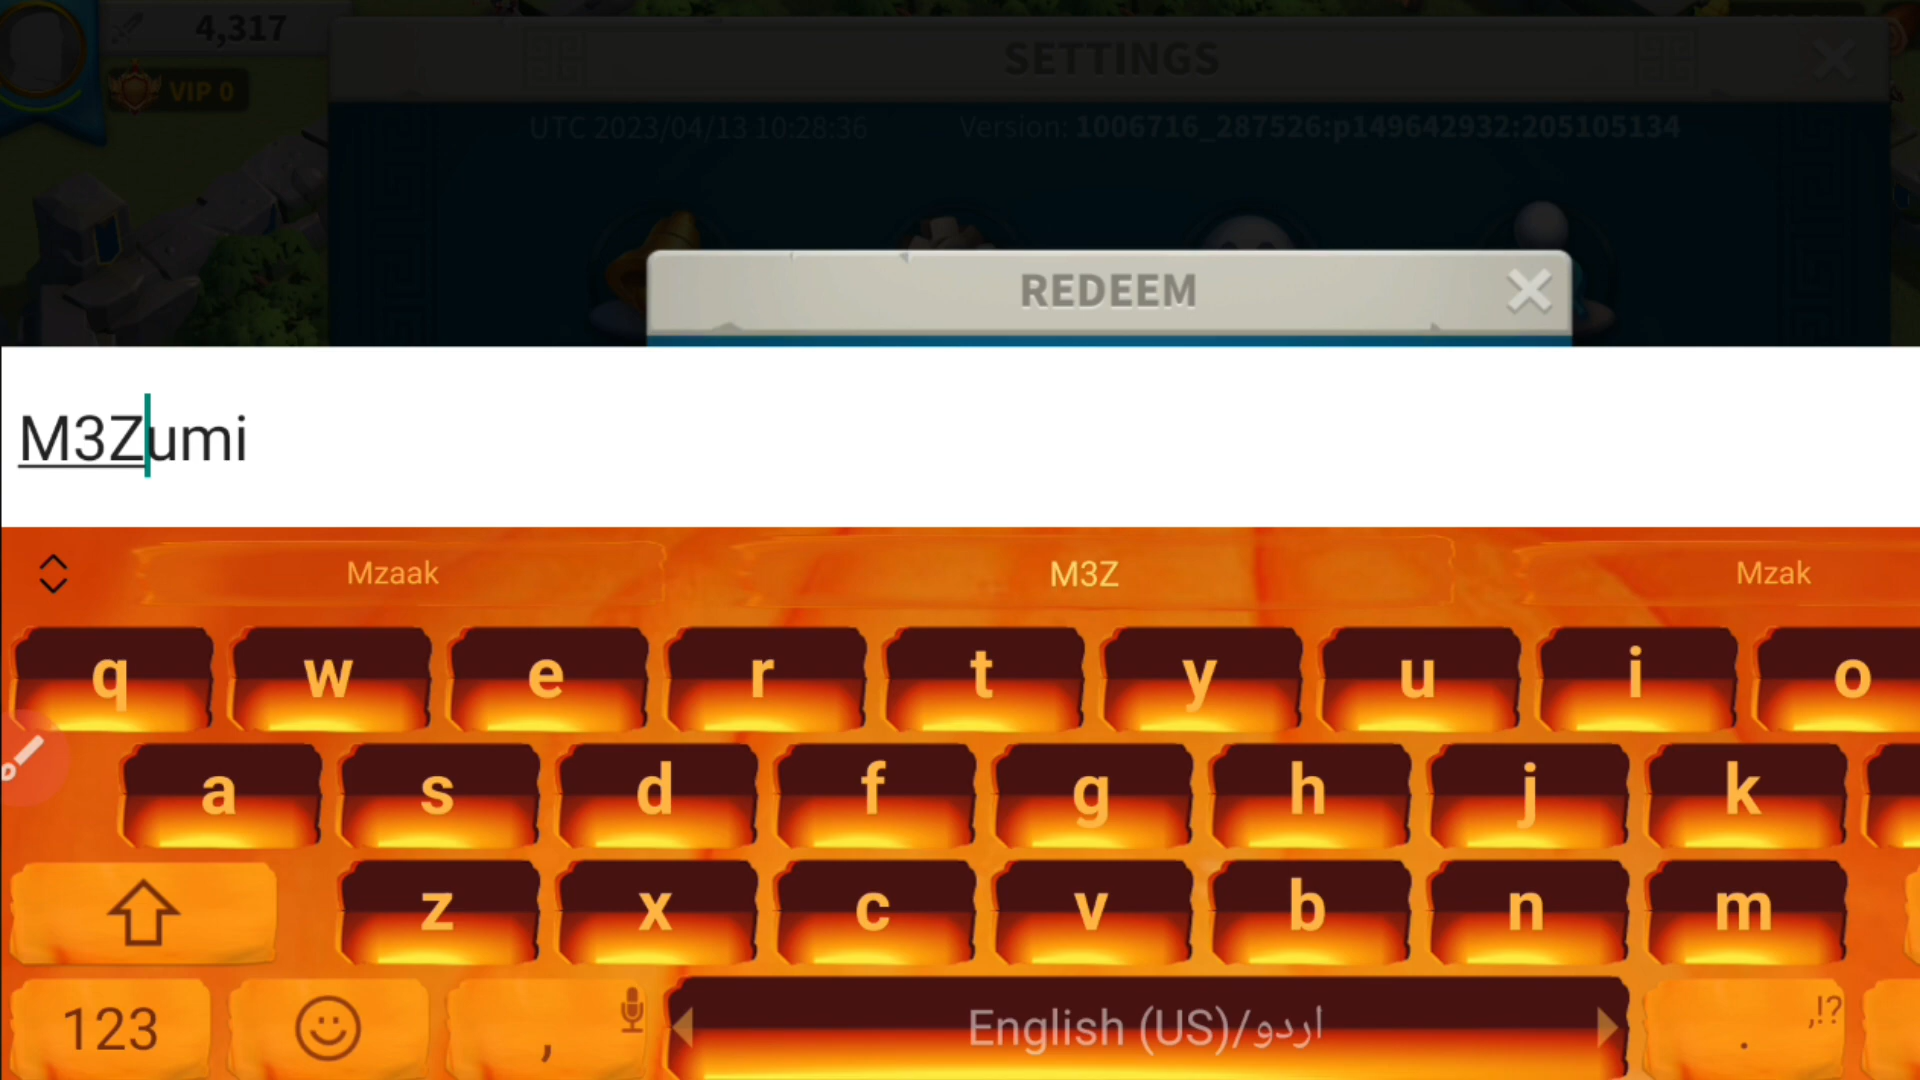 4,317
SETTINGS
VIP 0
UTC 2023/04/13 10:28:36 Version: 1006716_287526:p149642932:205105134
REDEEM
M3Zumi
Mzaak M3Z Mzak
q w e r t y u i o
a s d f g h j k
z x c v b n m
123 , English (US)/اردو . ,!?